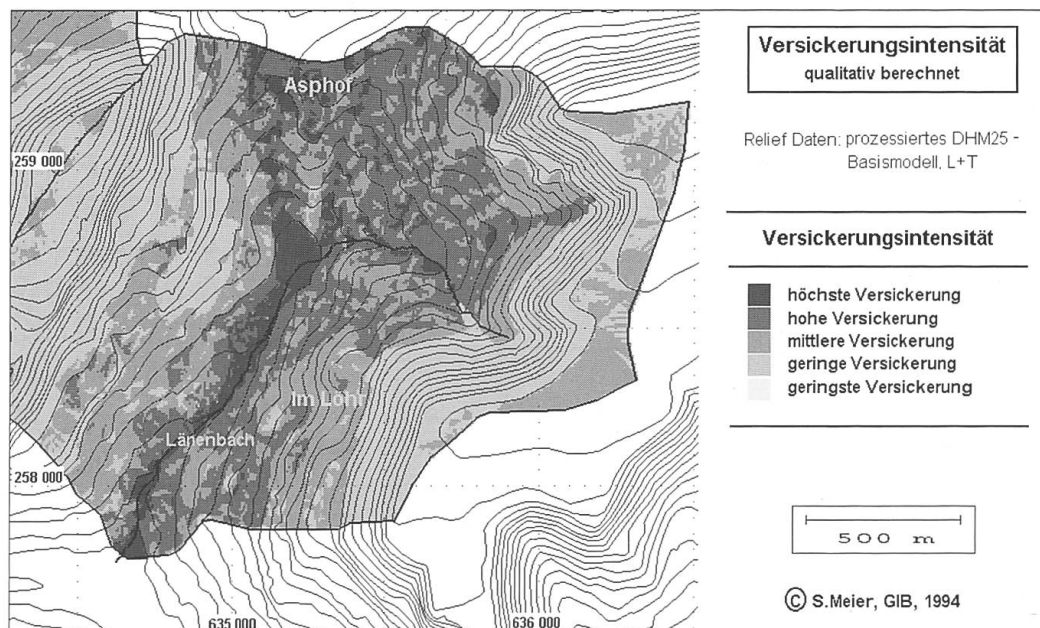 Asphof
259 000
Im Lohr
Länenbach
258 000
635 000
636 000
Versickerungsintensität
qualitativ berechnet
Relief Daten: prozessiertes DHM25 -
Basismodell, L+T
Versickerungsintensität
höchste Versickerung
hohe Versickerung
mittlere Versickerung
geringe Versickerung
geringste Versickerung
500 m
© S.Meier, GIB, 1994